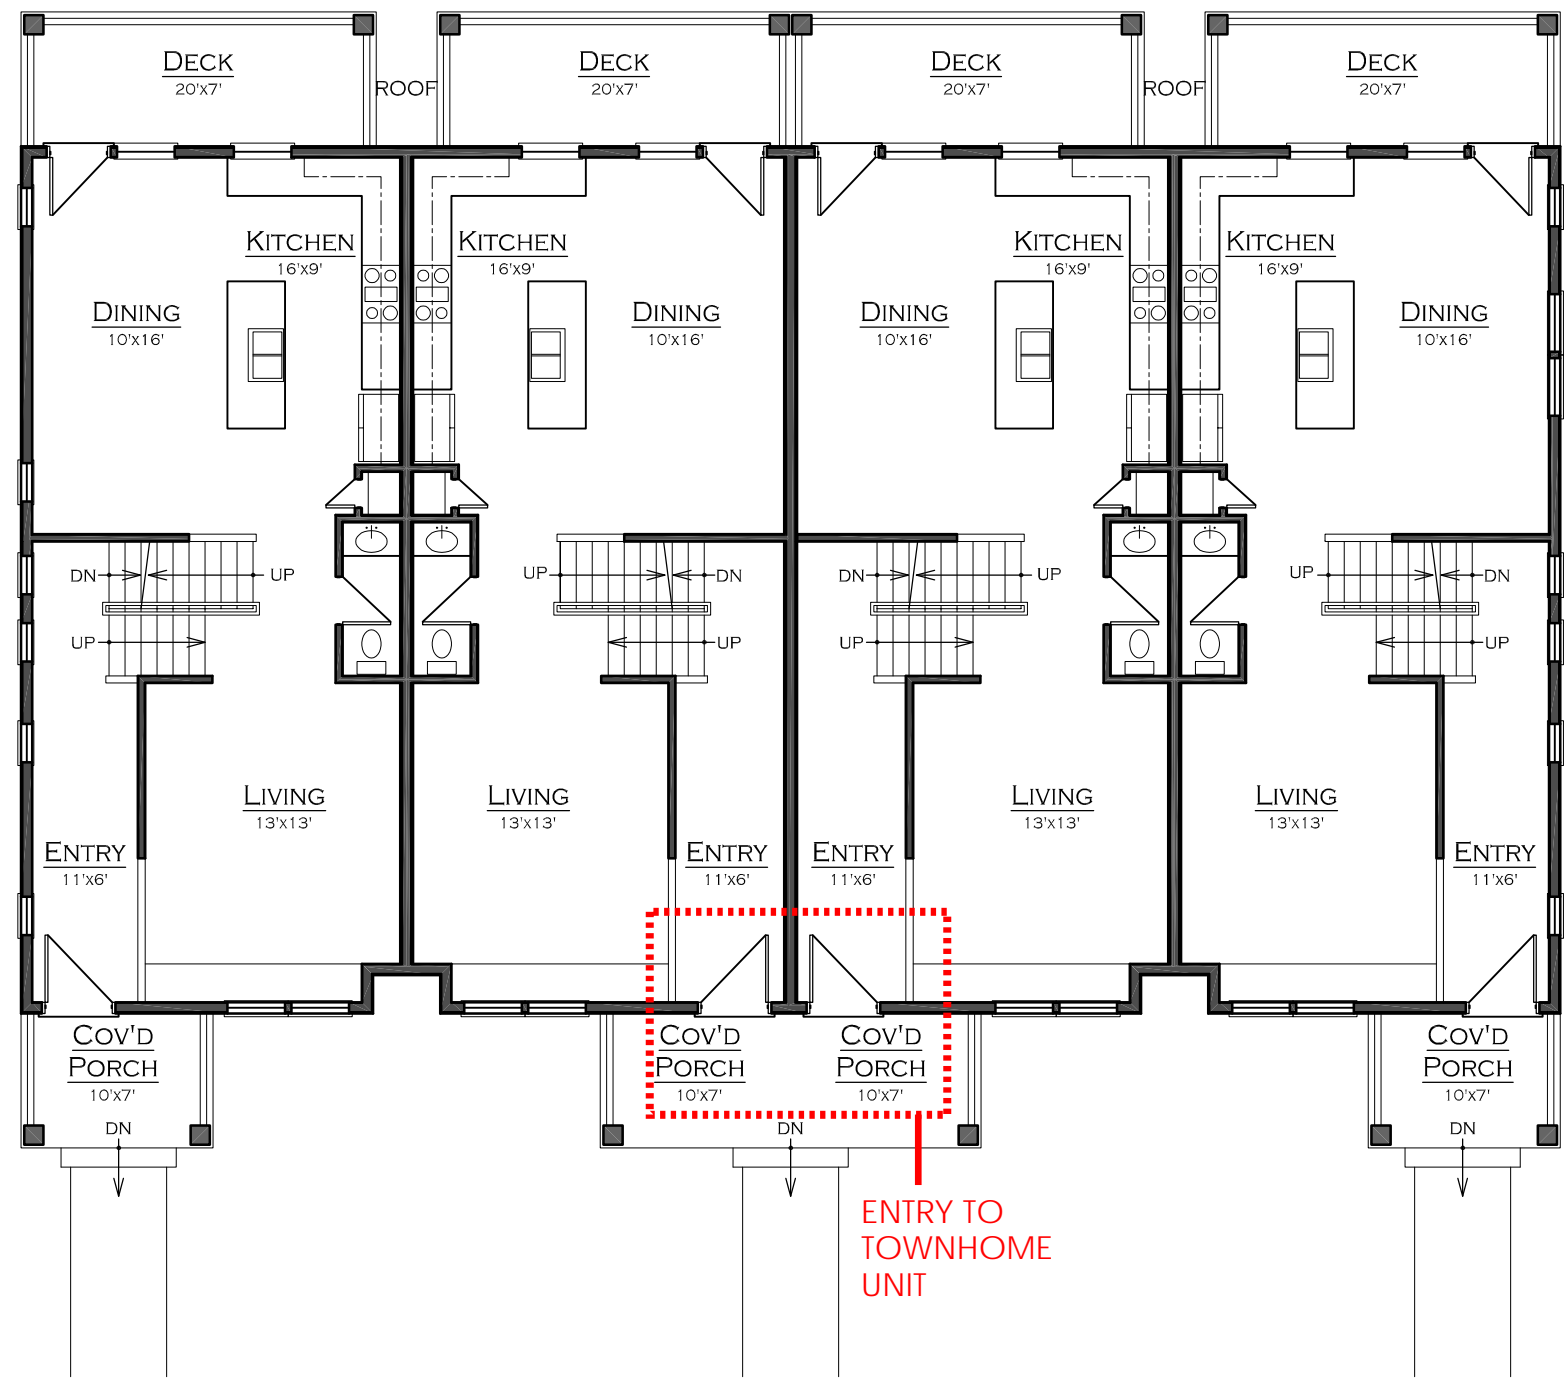 DECK
20'x7'
ROOF
DECK
20'x7'
DECK
20'x7'
ROOF
DECK
20'x7'
KITCHEN
16'x9'
KITCHEN
16'x9'
KITCHEN
16'x9'
KITCHEN
16'x9'
DINING
10'x16'
DINING
10'x16'
DINING
10'x16'
DINING
10'x16'
DN
UP
UP
DN
DN
UP
UP
DN
UP
UP
UP
UP
LIVING
13'x13'
LIVING
13'x13'
LIVING
13'x13'
LIVING
13'x13'
ENTRY
11'x6'
ENTRY
11'x6'
ENTRY
11'x6'
ENTRY
11'x6'
COV'D
PORCH
10'x7'
COV'D
PORCH
10'x7'
COV'D
PORCH
10'x7'
COV'D
PORCH
10'x7'
DN
DN
DN
ENTRY TO
TOWNHOME
UNIT